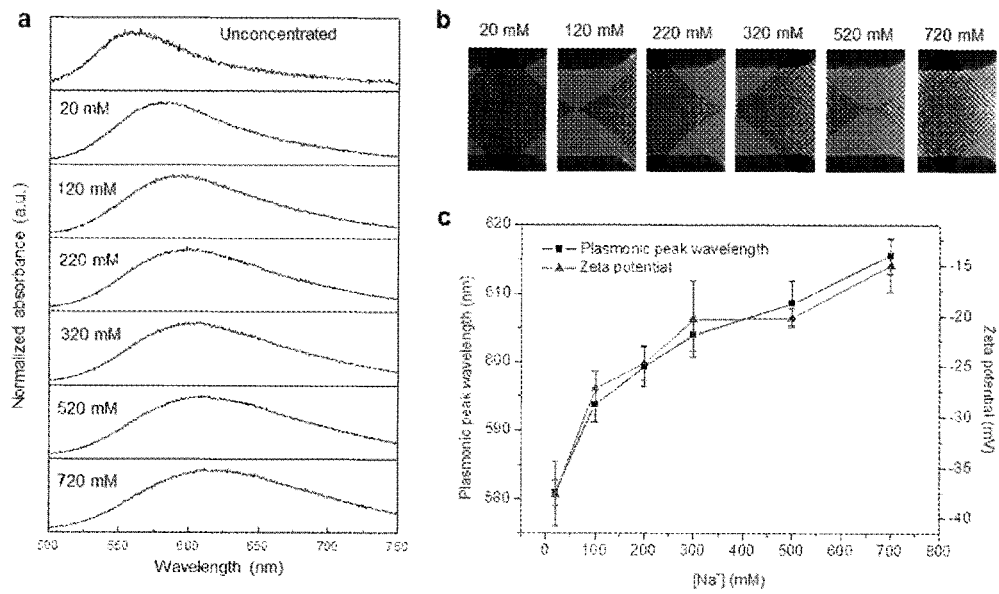 a
Unconcentrated
20 mM
120 mM
220 mM
320 mM
520 mM
720 mM
Normalized absorbance (a.u.)
500 550 600 650 700 750
Wavelength (nm)
b
20 mM 120 mM 220 mM 320 mM 520 mM 720 mM
c
Plasmonic peak wavelength
Zeta potential
620
610
600
590
580
Plasmonic peak wavelength (nm)
-15
-20
-25
-30
-35
-40
Zeta potential (mV)
0 100 200 300 400 500 600 700 800
[Na⁺] (mM)